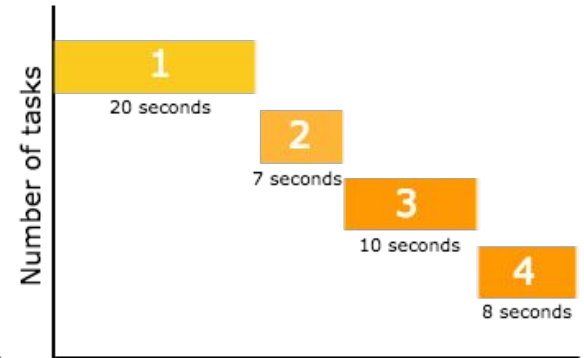 Number of tasks
1
20 seconds
2
7 seconds
3
10 seconds
4
8 seconds